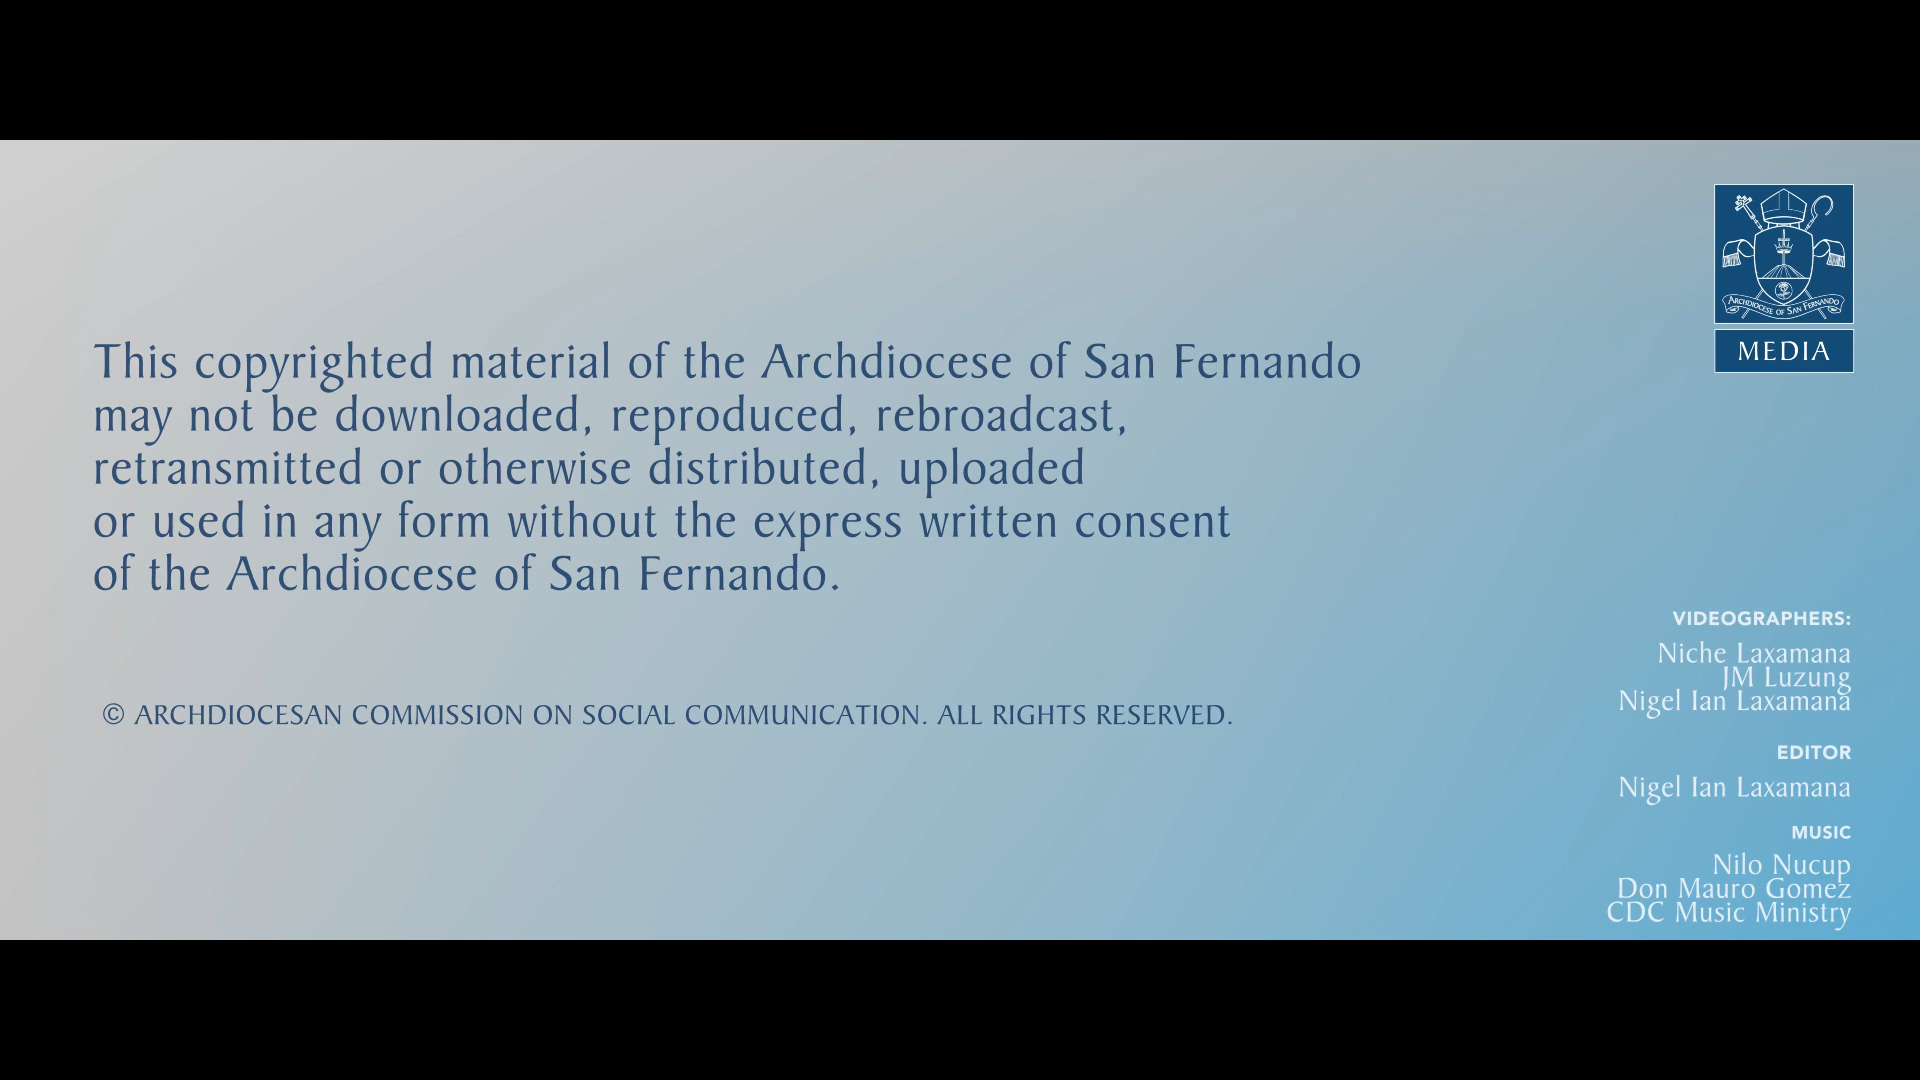 ARCHDIOCESE OF SAN FERNANDO
MEDIA
This copyrighted material of the Archdiocese of San Fernando
may not be downloaded, reproduced, rebroadcast,
retransmitted or otherwise distributed, uploaded
or used in any form without the express written consent
of the Archdiocese of San Fernando.
© ARCHDIOCESAN COMMISSION ON SOCIAL COMMUNICATION. ALL RIGHTS RESERVED.
VIDEOGRAPHERS:
Niche Laxamana
JM Luzung
Nigel Ian Laxamana
EDITOR
Nigel Ian Laxamana
MUSIC
Nilo Nucup
Don Mauro Gomez
CDC Music Ministry